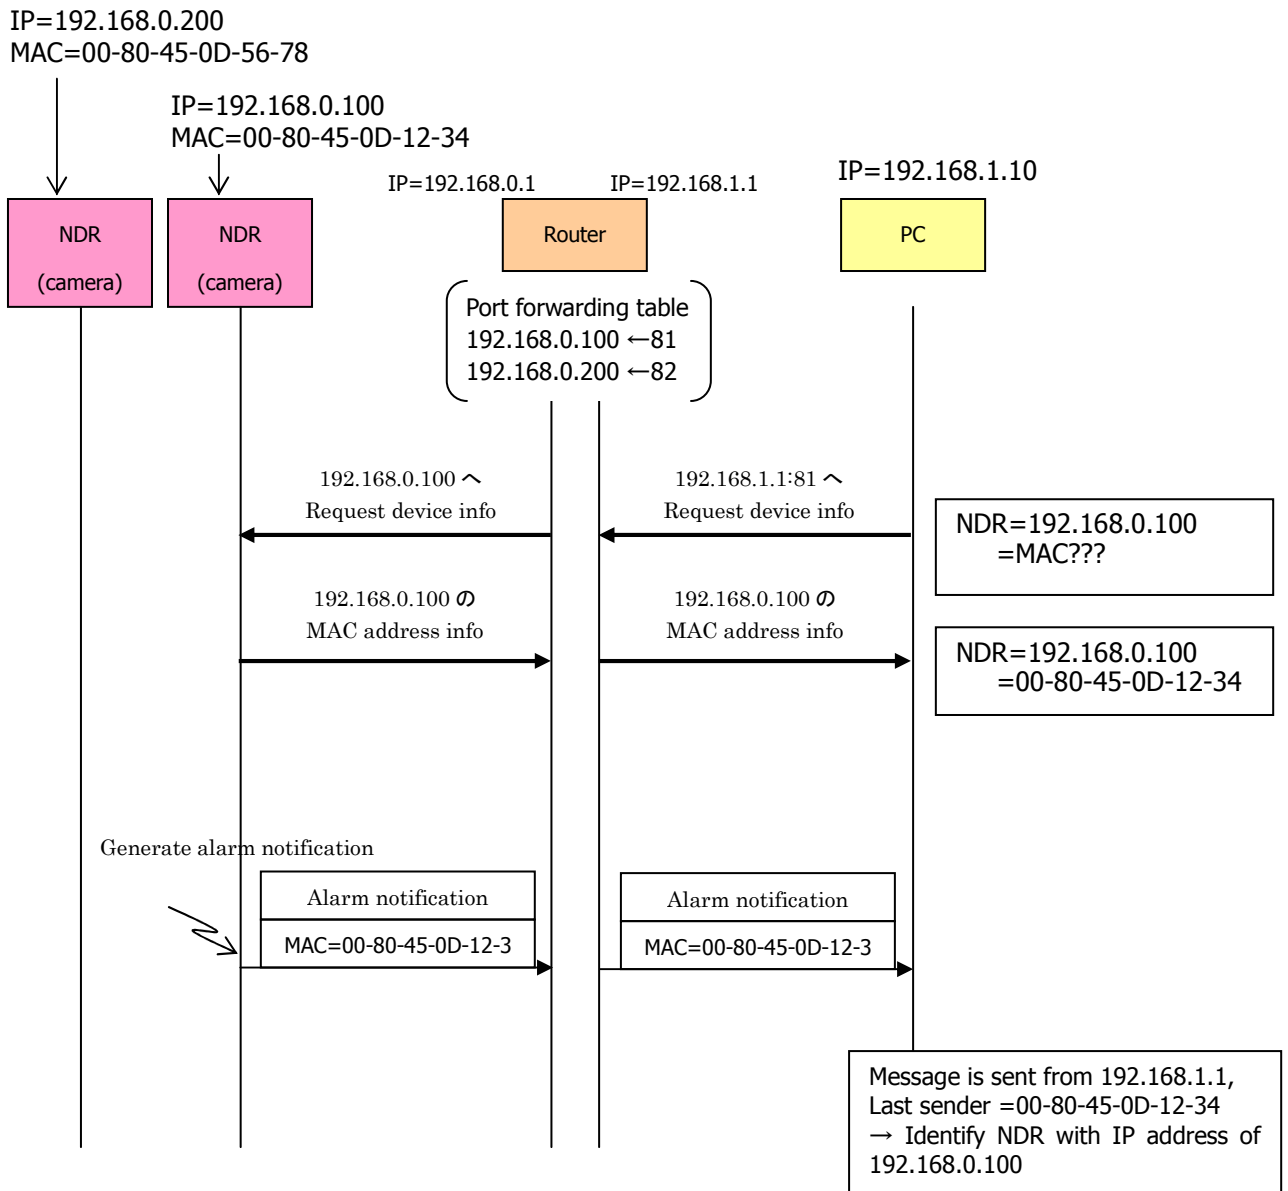 IP=192.168.0.200
MAC=00-80-45-0D-56-78
IP=192.168.0.100
MAC=00-80-45-0D-12-34
IP=192.168.0.1
IP=192.168.1.1
IP=192.168.1.10
NDR
(camera)
NDR
(camera)
Router
PC
Port forwarding table
192.168.0.100 ←81
192.168.0.200 ←82
192.168.0.100 へ
Request device info
192.168.1.1:81 へ
Request device info
NDR=192.168.0.100
=MAC???
192.168.0.100 の
MAC address info
192.168.0.100 の
MAC address info
NDR=192.168.0.100
=00-80-45-0D-12-34
Generate alarm notification
Alarm notification
MAC=00-80-45-0D-12-3
Alarm notification
MAC=00-80-45-0D-12-3
Message is sent from 192.168.1.1,
Last sender =00-80-45-0D-12-34
→ Identify NDR with IP address of
192.168.0.100